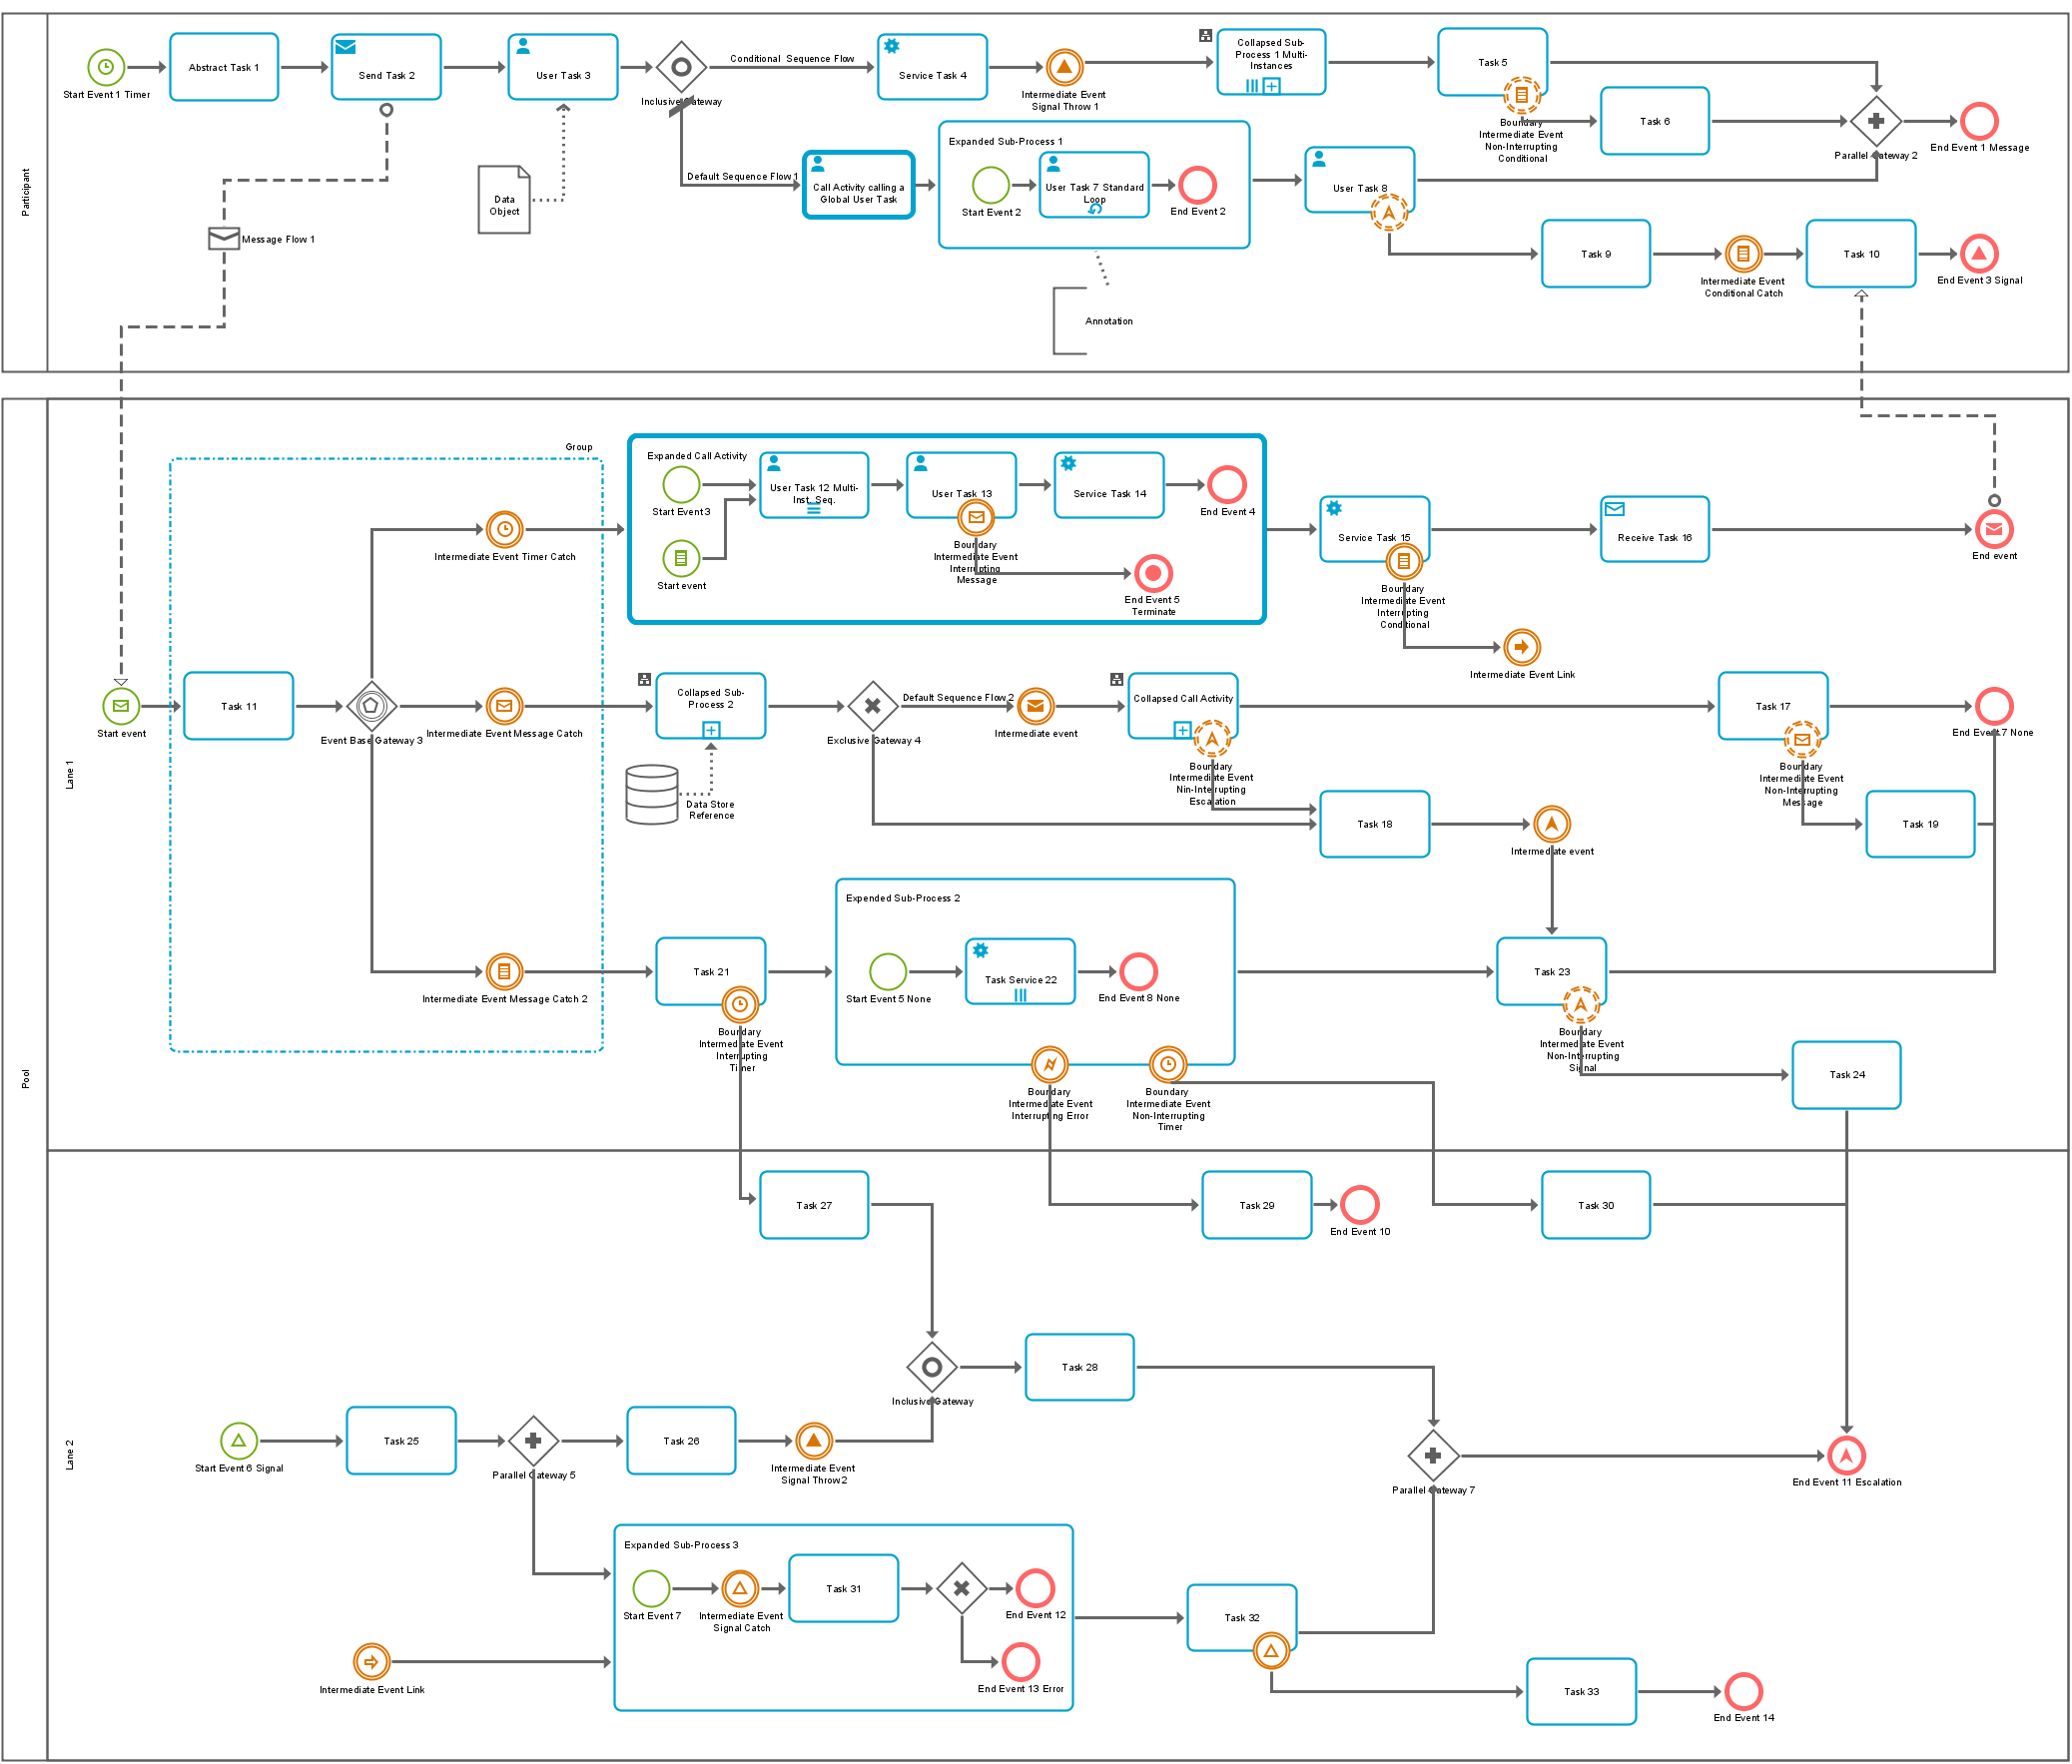 Participant
Start Event 1 Timer
Abstract Task 1
Send Task 2
User Task 3
Inclusive Gateway
Conditional Sequence Flow
Service Task 4
Intermediate Event
Signal Throw 1
Collapsed Sub-
Process 1 Multi-
Instances
Task 5
Boundary
Intermediate Event
Non-Interrupting
Conditional
Task 6
Parallel Gateway 2
End Event 1 Message
Data
Object
Default Sequence Flow 1
Call Activity calling a
Global User Task
Expanded Sub-Process 1
Start Event 2
User Task 7 Standard
Loop
End Event 2
User Task 8
Message Flow 1
Task 9
Intermediate Event
Conditional Catch
Task 10
End Event 3 Signal
Annotation
Pool
Lane 1
Group
Expanded Call Activity
Start Event 3
User Task 12 Multi-
Inst. Seq.
User Task 13
Service Task 14
End Event 4
Intermediate Event Timer Catch
Start event
Boundary
Intermediate Event
Interrupting
Message
End Event 5
Terminate
Service Task 15
Boundary
Intermediate Event
Interrupting
Conditional
Receive Task 16
End event
Intermediate Event Link
Start event
Task 11
Event Base Gateway 3
Intermediate Event Message Catch
Collapsed Sub-
Process 2
Data Store
Reference
Exclusive Gateway 4
Default Sequence Flow 2
Intermediate event
Collapsed Call Activity
Boundary
Intermediate Event
Nin-Interrupting
Escalation
Task 17
Boundary
Intermediate Event
Non-Interrupting
Message
End Event 7 None
Task 18
Intermediate event
Task 19
Intermediate Event Message Catch 2
Task 21
Boundary
Intermediate Event
Interrupting
Timer
Expended Sub-Process 2
Start Event 5 None
Task Service 22
End Event 8 None
Boundary
Intermediate Event
Interrupting Error
Boundary
Intermediate Event
Non-Interrupting
Timer
Task 23
Boundary
Intermediate Event
Non-Interrupting
Signal
Task 24
Lane 2
Task 27
Task 29
End Event 10
Task 30
Inclusive Gateway
Task 28
Start Event 6 Signal
Task 25
Parallel Gateway 5
Task 26
Intermediate Event
Signal Throw2
Parallel Gateway 7
End Event 11 Escalation
Expanded Sub-Process 3
Start Event 7
Intermediate Event
Signal Catch
Task 31
End Event 12
End Event 13 Error
Intermediate Event Link
Task 32
Task 33
End Event 14